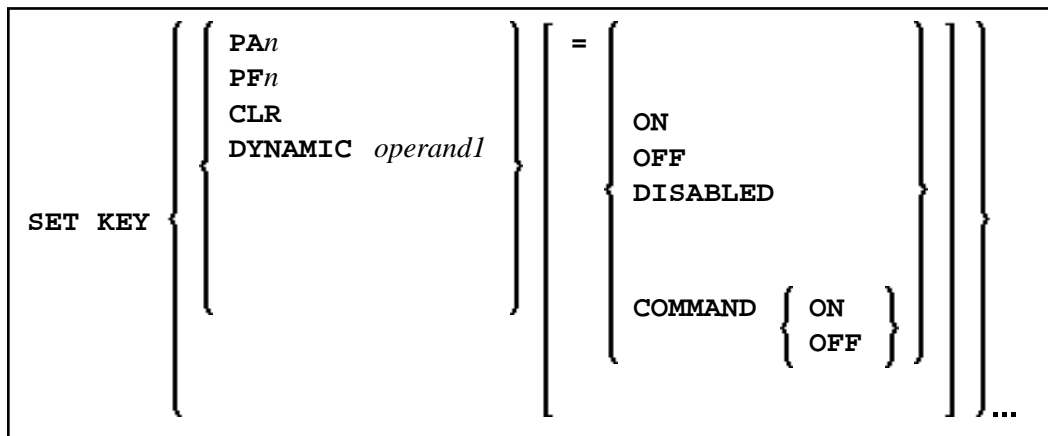 PAn =
PFn
CLR ON
DYNAMIC operand1 OFF
DISABLED
SET KEY
COMMAND ON
OFF
...